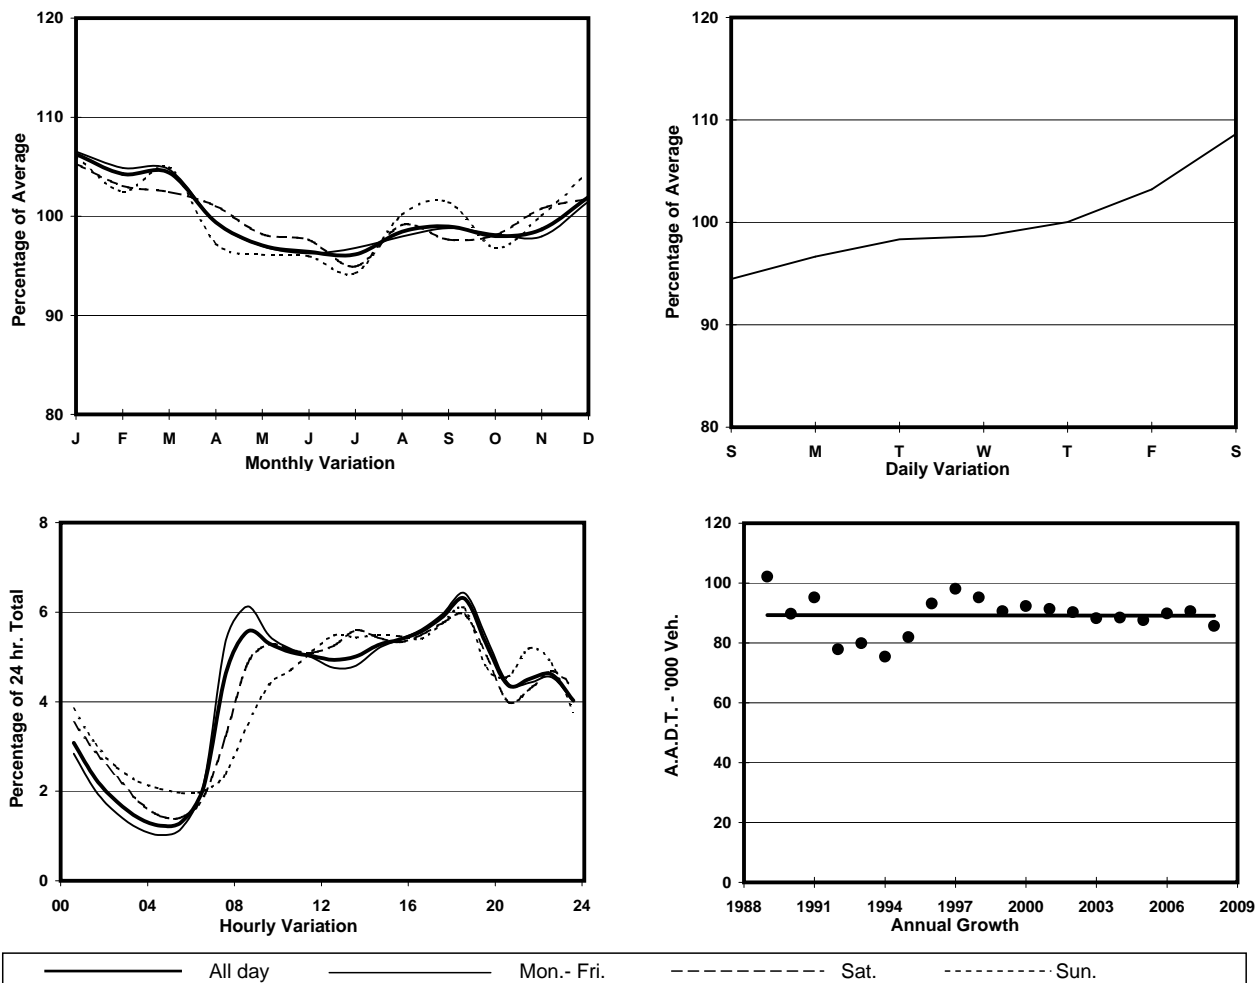 120
110
100
90
80
Percentage of Average
J F M A M J J A S O N D
Monthly Variation
120
110
100
90
80
Percentage of Average
S M T W T F S
Daily Variation
8
6
4
2
0
Percentage of 24 hr. Total
00 04 08 12 16 20 24
Hourly Variation
120
100
80
60
40
20
0
A.A.D.T. - '000 Veh.
1988 1991 1994 1997 2000 2003 2006 2009
Annual Growth
All day Mon.- Fri. Sat. Sun.